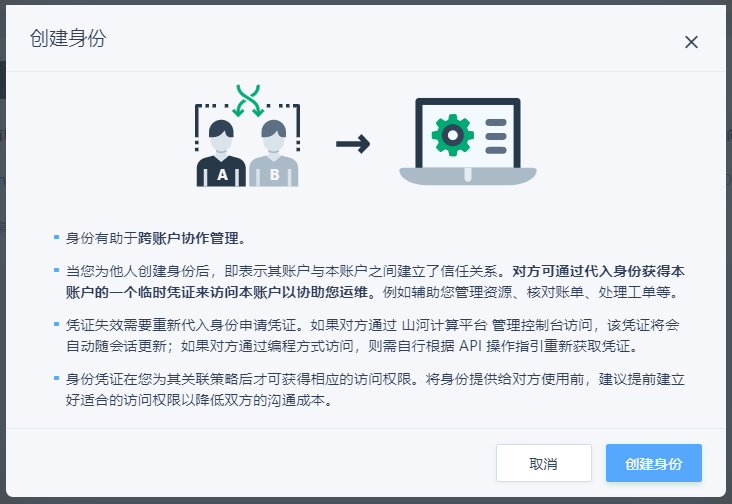 创建身份
A B
身份有助于跨账户协作管理。
当您为他人创建身份后，即表示其账户与本账户之间建立了信任关系。对方可通过代入身份获得本
账户的一个临时凭证来访问本账户以协助您运维。例如辅助您管理资源、核对账单、处理工单等。
凭证失效需要重新代入身份申请凭证。如果对方通过 山河计算平台 管理控制台访问，该凭证将会
自动随会话更新；如果对方通过编程方式访问，则需自行根据 API 操作指引重新获取凭证。
身份凭证在您为其关联策略后才可获得相应的访问权限。将身份提供给对方使用前，建议提前建立
好适合的访问权限以降低双方的沟通成本。
取消 创建身份